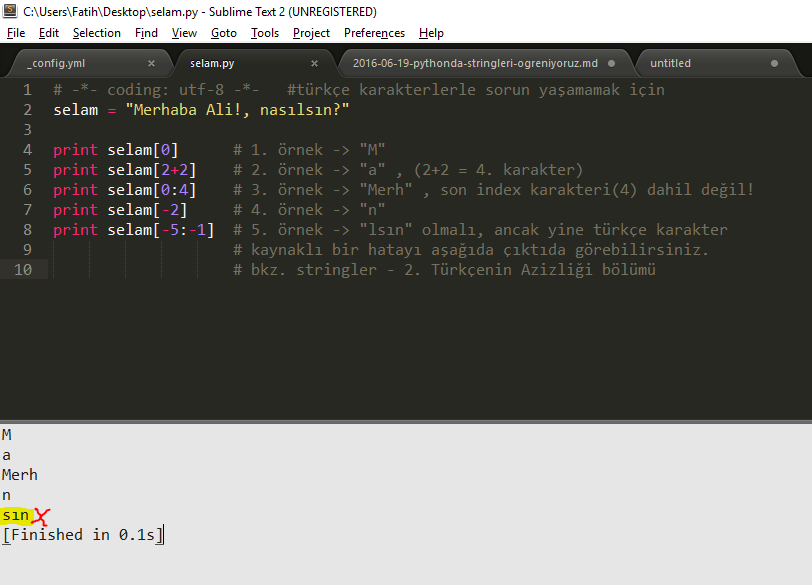 C:\Users\Fatih\Desktop\selam.py - Sublime Text 2 (UNREGISTERED)
File Edit Selection Find View Goto Tools Project Preferences Help
_config.yml × selam.py × 2016-06-19-pythonda-stringleri-ogreniyoruz.md untitled
1 # -*- coding: utf-8 -*- #türkçe karakterlerle sorun yaşamamak için
2 selam = "Merhaba Ali!, nasılsın?"
3
4 print selam[0] # 1. örnek -> "M"
5 print selam[2+2] # 2. örnek -> "a" , (2+2 = 4. karakter)
6 print selam[0:4] # 3. örnek -> "Merh" , son index karakteri(4) dahil değil!
7 print selam[-2] # 4. örnek -> "n"
8 print selam[-5:-1] # 5. örnek -> "lsın" olmalı, ancak yine türkçe karakter
9 # kaynaklı bir hatayı aşağıda çıktıda görebilirsiniz.
10 # bkz. stringler - 2. Türkçenin Azizliği bölümü
M
a
Merh
n
sın X
[Finished in 0.1s]